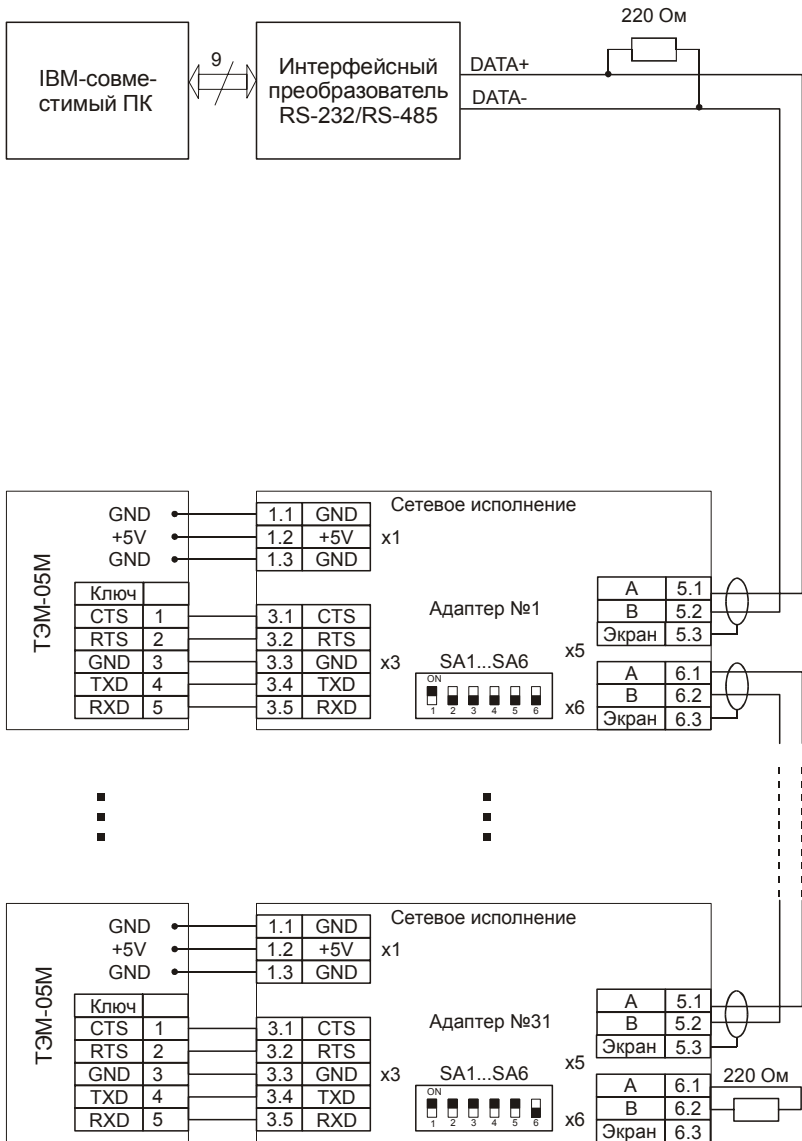 220 Ом
IBM-совме-
стимый ПК
9
Интерфейсный
преобразователь
RS-232/RS-485
DATA+
DATA-
ТЭМ-05М
GND
+5V
GND
Ключ
CTS 1
RTS 2
GND 3
TXD 4
RXD 5
Сетевое исполнение
1.1 GND
1.2 +5V
1.3 GND
x1
3.1 CTS
3.2 RTS
3.3 GND
3.4 TXD
3.5 RXD
x3
Адаптер №1
SA1...SA6
ON
1 2 3 4 5 6
A 5.1
B 5.2
Экран 5.3
x5
A 6.1
B 6.2
Экран 6.3
x6
ТЭМ-05М
GND
+5V
GND
Ключ
CTS 1
RTS 2
GND 3
TXD 4
RXD 5
Сетевое исполнение
1.1 GND
1.2 +5V
1.3 GND
x1
3.1 CTS
3.2 RTS
3.3 GND
3.4 TXD
3.5 RXD
x3
Адаптер №31
SA1...SA6
ON
1 2 3 4 5 6
A 5.1
B 5.2
Экран 5.3
x5
A 6.1
B 6.2
Экран 6.3
x6
220 Ом